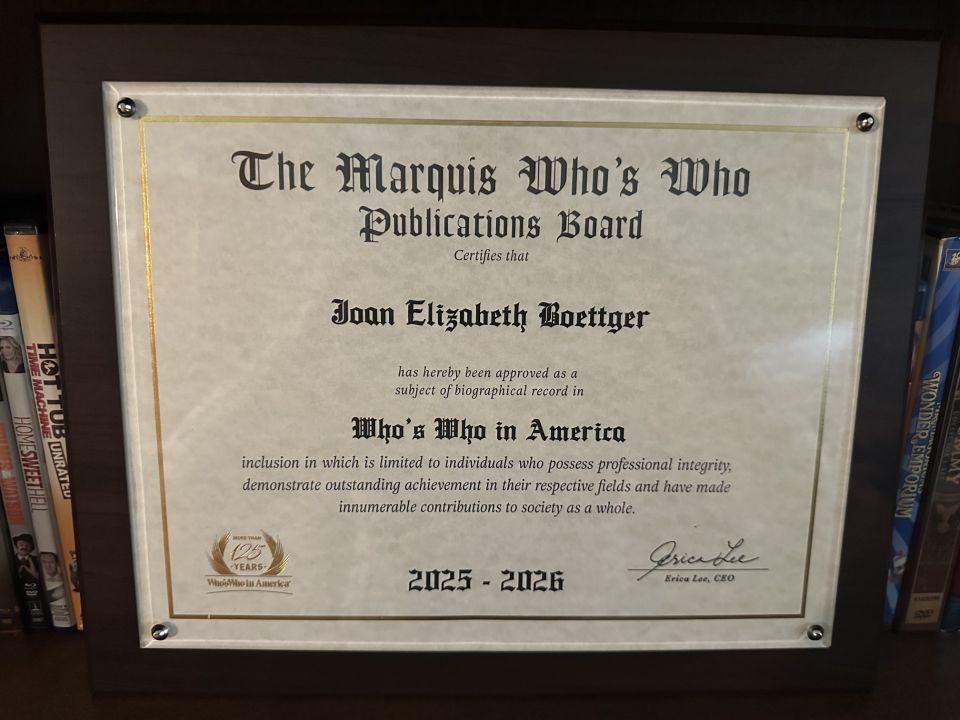 The Marquis Who's Who
Publications Board
Certifies that
Joan Elizabeth Boettger
has hereby been approved as a
subject of biographical record in
Who's Who in America
inclusion in which is limited to individuals who possess professional integrity,
demonstrate outstanding achievement in their respective fields and have made
innumerable contributions to society as a whole.
MORE THAN
125
YEARS
Who'sWho in America
2025 - 2026
Erica Lee
Erica Lee, CEO
HOT TUB
TIME MACHINE
UNRATED
HOME SWEET HELL
WONDER EMPORIUM
DVD